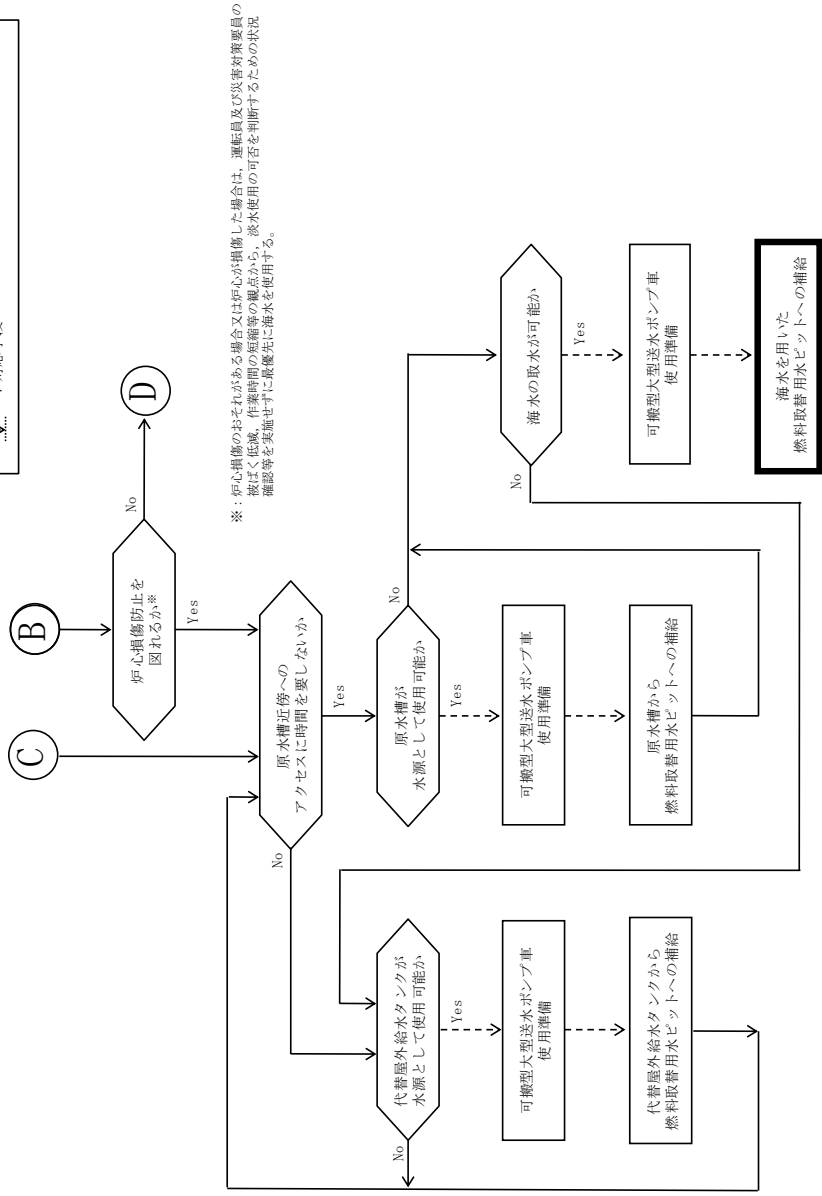 B
C
D
炉心損傷防止を
図れるか※
No
Yes
※：炉心損傷のおそれがある場合又は炉心が損傷した場合は，運転員及び災害対策要員の
被ばく低減，作業時間の短縮等の観点から，淡水使用の可否を判断するための状況
確認等を実施せずに最優先に海水を使用する。
原水槽近傍への
アクセスに時間を要しないか
No
Yes
代替屋外給水タンクが
水源として使用可能か
No
Yes
可搬型大型送水ポンプ車
使用準備
代替屋外給水タンクから
燃料取替用水ピットへの補給
原水槽が
水源として使用可能か
No
Yes
可搬型大型送水ポンプ車
使用準備
原水槽から
燃料取替用水ピットへの補給
海水の取水が可能か
No
Yes
可搬型大型送水ポンプ車
使用準備
海水を用いた
燃料取替用水ピットへの補給